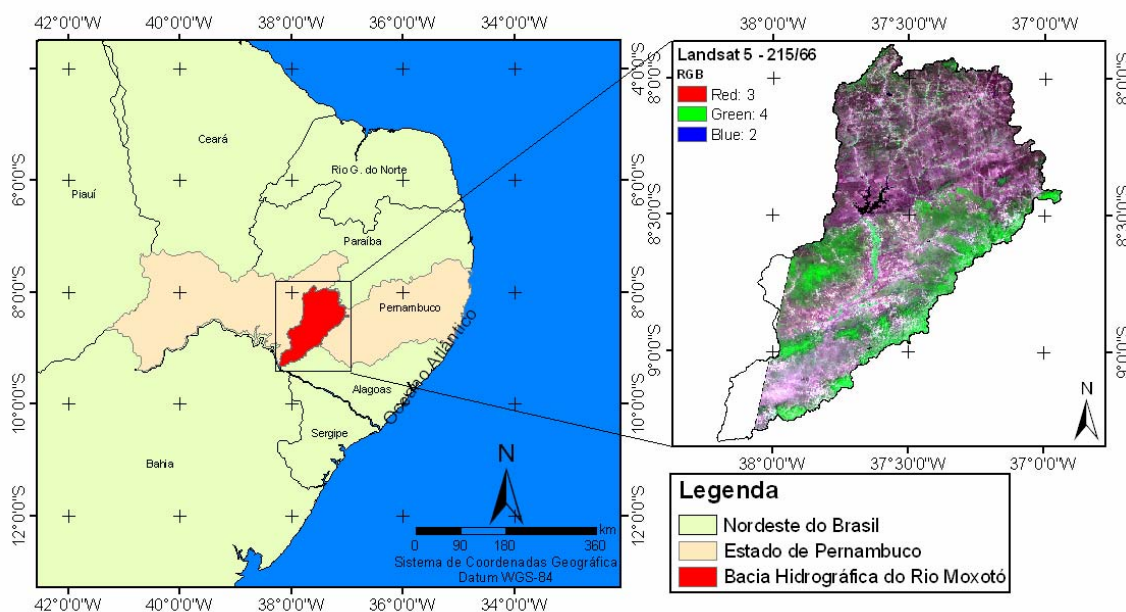 42°0'0"W 40°0'0"W 38°0'0"W 36°0'0"W 34°0'0"W
4°0'0"S
6°0'0"S
8°0'0"S
10°0'0"S
12°0'0"S
Ceará
Rio G. do Norte
Piauí
Paraíba
Pernambuco
Alagoas
Oceano Atlântico
Sergipe
Bahia
N
km
0 90 180 360
Sistema de Coordenadas Geográfica
Datum WGS-84
42°0'0"W 40°0'0"W 38°0'0"W 36°0'0"W 34°0'0"W
4°0'0"S
6°0'0"S
8°0'0"S
10°0'0"S
12°0'0"S
38°0'0"W 37°30'0"W 37°0'0"W
Landsat 5 - 215/66
RGB
Red: 3
Green: 4
Blue: 2
8°0'0"S
8°30'0"S
9°0'0"S
N
8°0'0"S
8°30'0"S
9°0'0"S
38°0'0"W 37°30'0"W 37°0'0"W
Legenda
Nordeste do Brasil
Estado de Pernambuco
Bacia Hidrográfica do Rio Moxotó